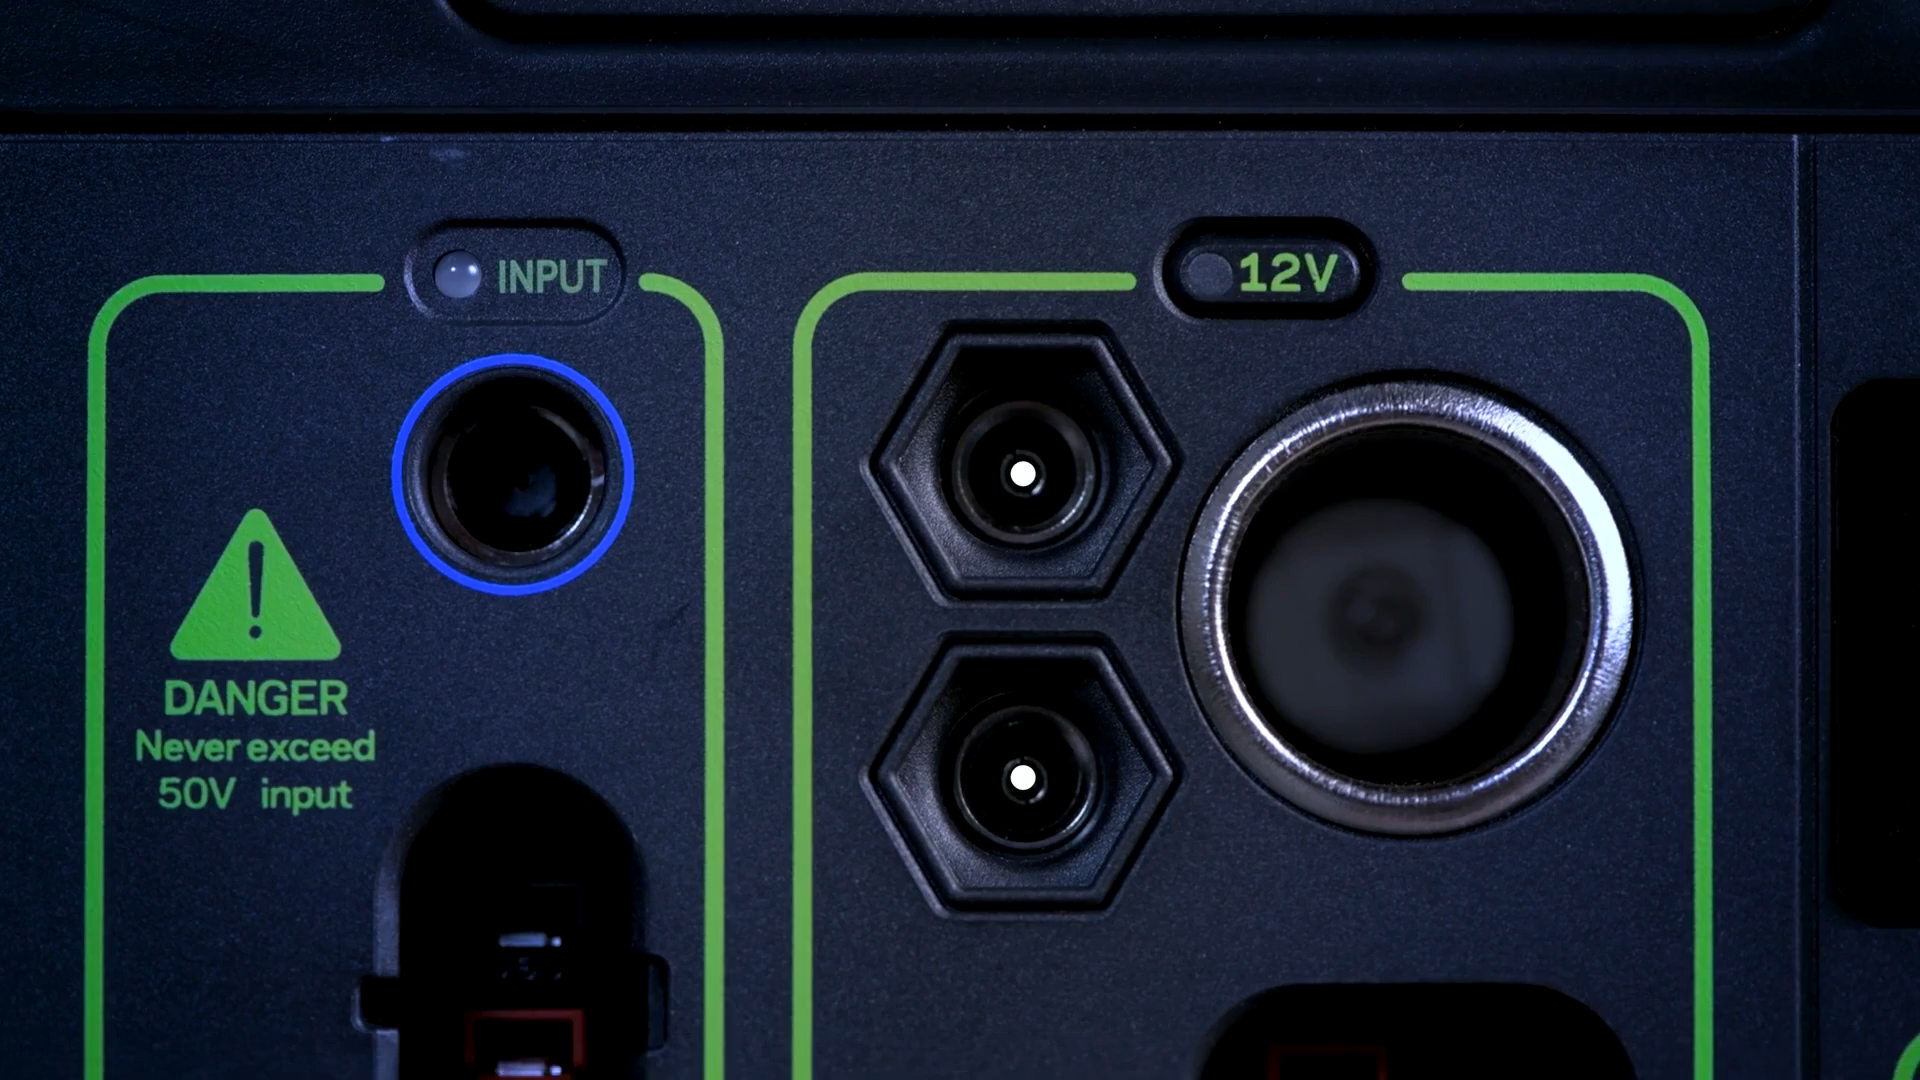 INPUT
12V
DANGER
Never exceed
50V input